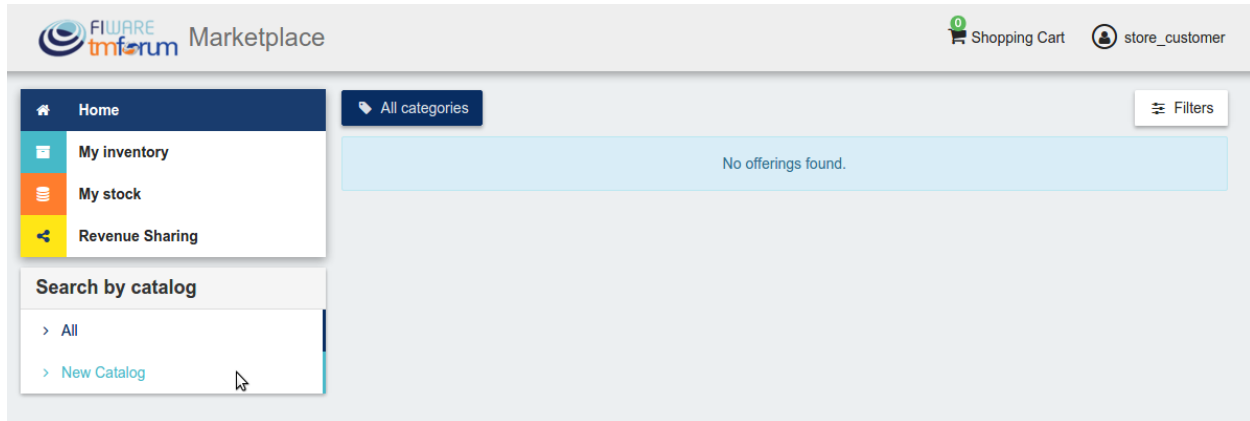 FIWARE
tmforum
Marketplace
0
Shopping Cart
store_customer
Home
All categories
Filters
My inventory
No offerings found.
My stock
Revenue Sharing
Search by catalog
All
New Catalog